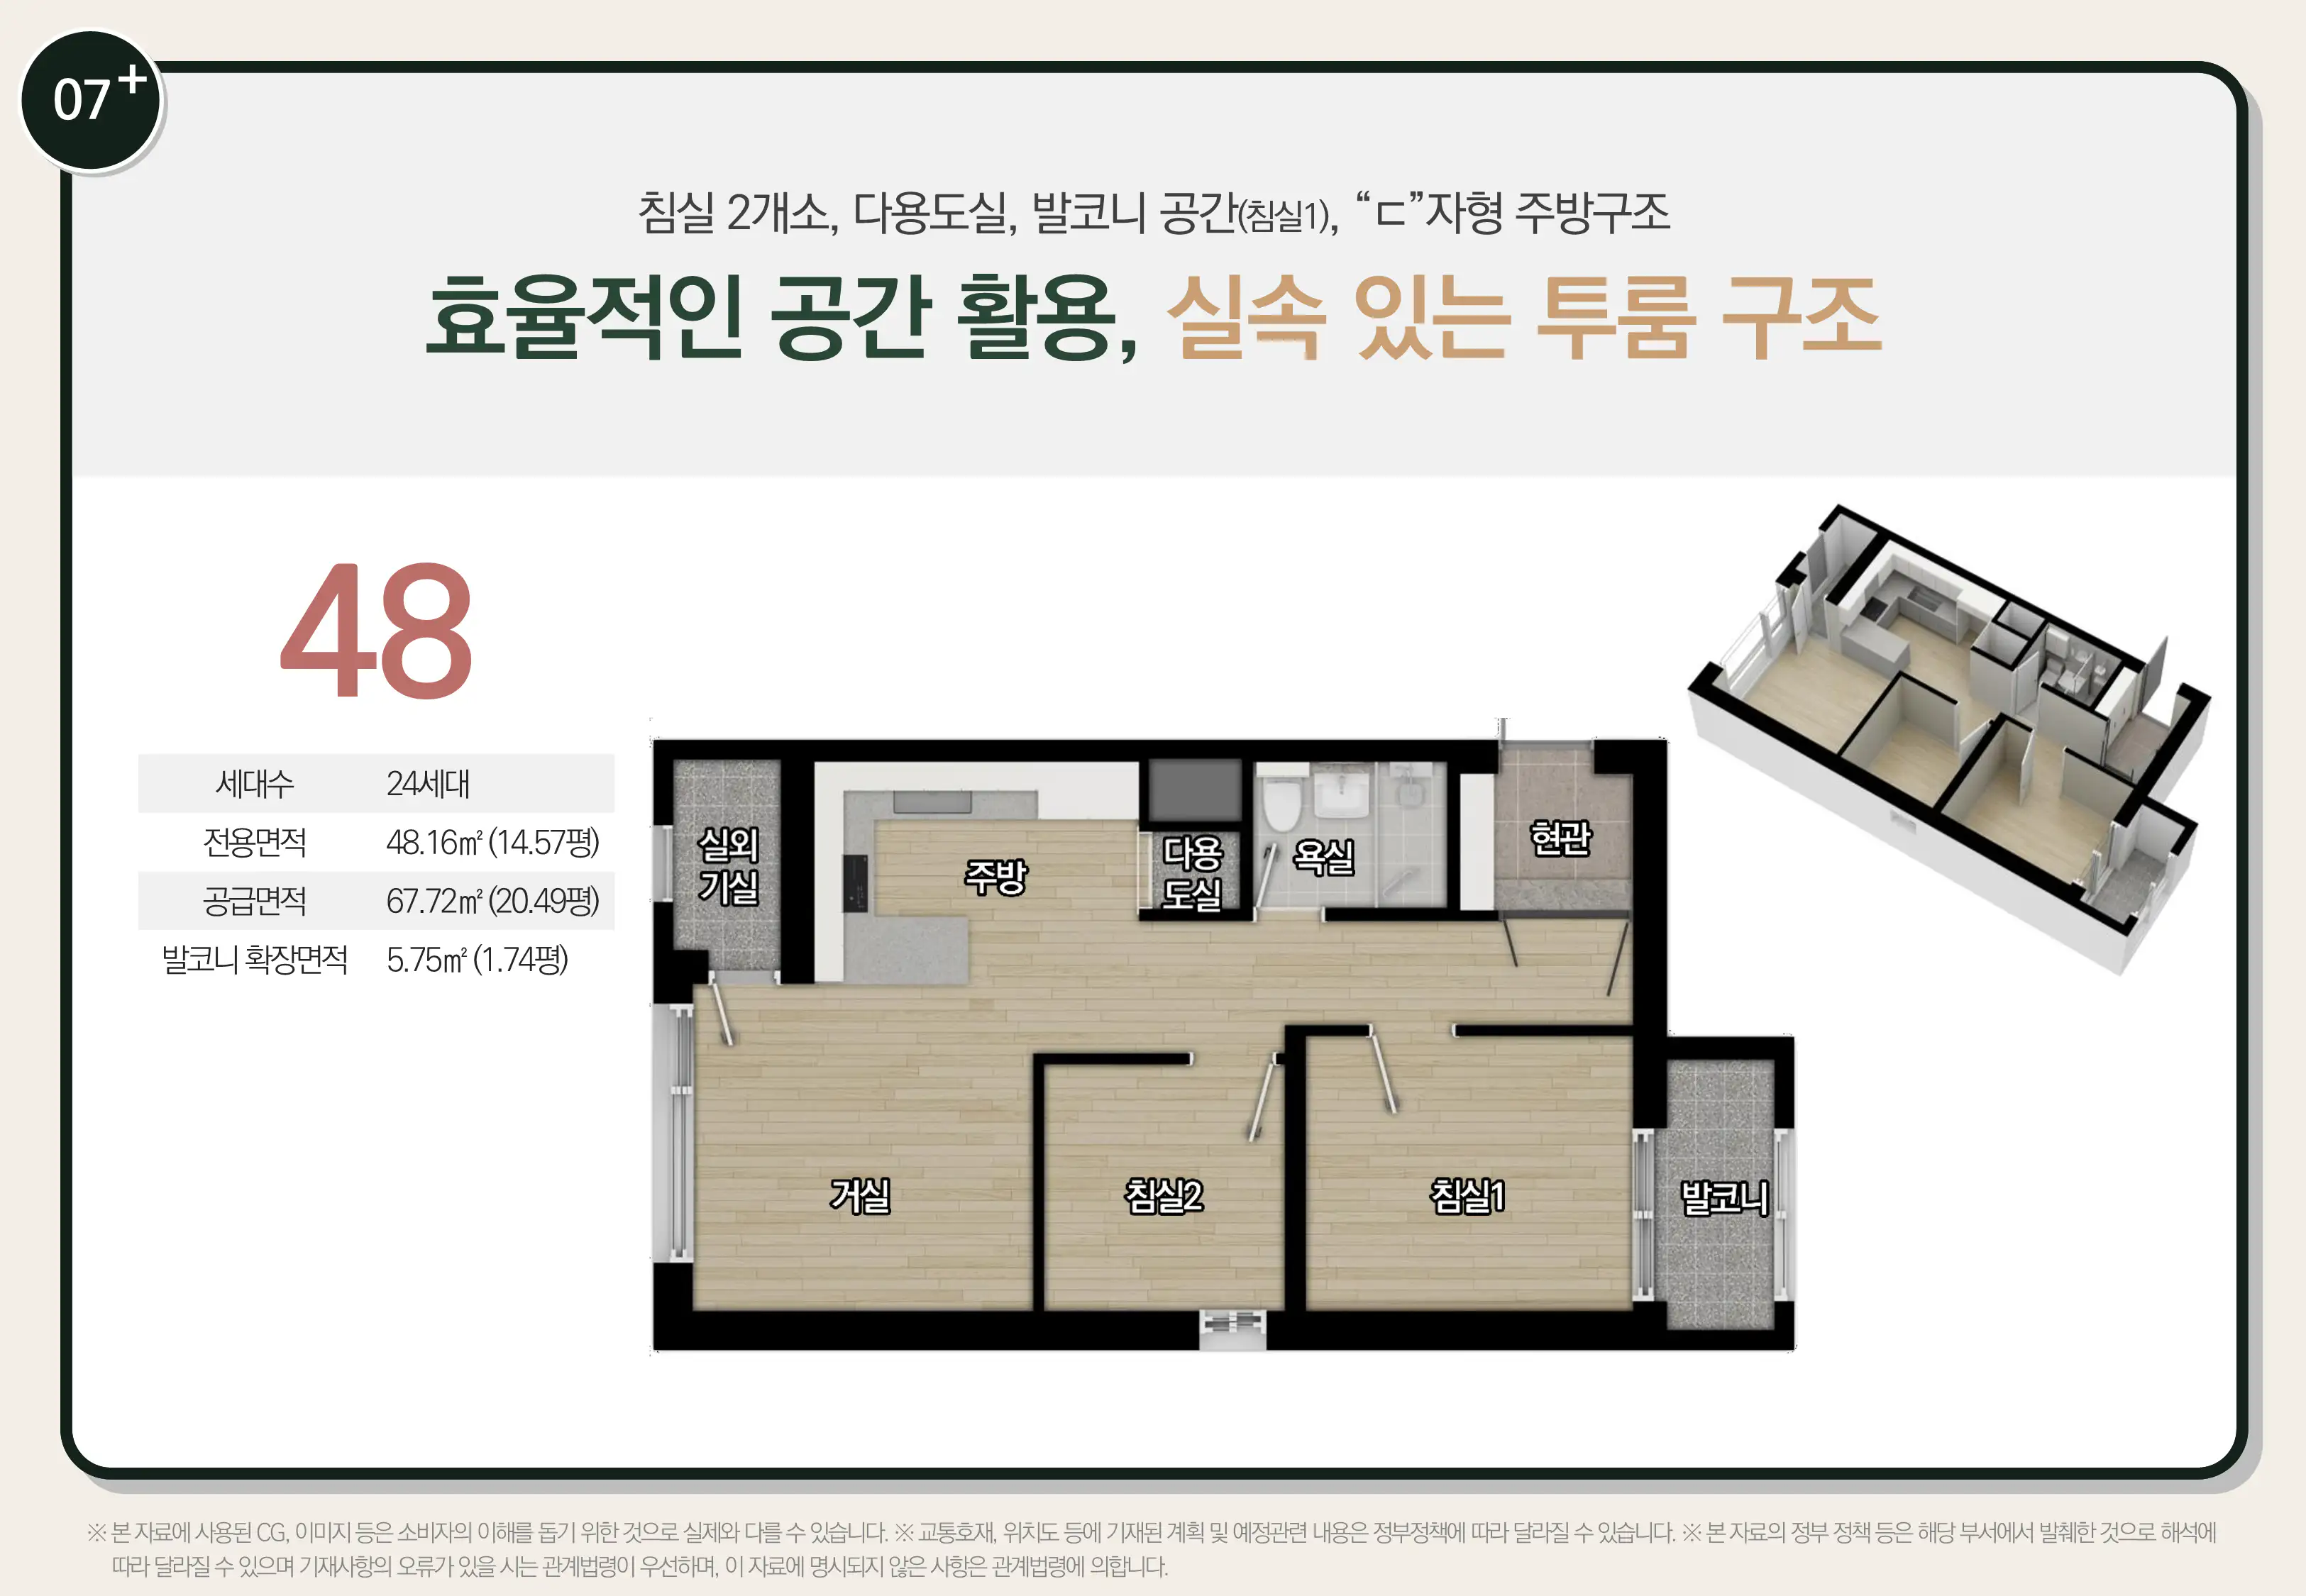 07+
침실 2개소, 다용도실, 발코니 공간(침실1), “ㄷ”자형 주방구조
효율적인 공간 활용, 실속 있는 투룸 구조
48
세대수 24세대
전용면적 48.16㎡ (14.57평)
공급면적 67.72㎡ (20.49평)
발코니 확장면적 5.75㎡ (1.74평)
실외
기실
주방
다용
도실
욕실
현관
거실
침실2
침실1
발코니
※ 본 자료에 사용된 CG, 이미지 등은 소비자의 이해를 돕기 위한 것으로 실제와 다를 수 있습니다. ※ 교통호재, 위치도 등에 기재된 계획 및 예정관련 내용은 정부정책에 따라 달라질 수 있습니다. ※ 본 자료의 정부 정책 등은 해당 부서에서 발췌한 것으로 해석에
따라 달라질 수 있으며 기재사항의 오류가 있을 시는 관계법령이 우선하며, 이 자료에 명시되지 않은 사항은 관계법령에 의합니다.